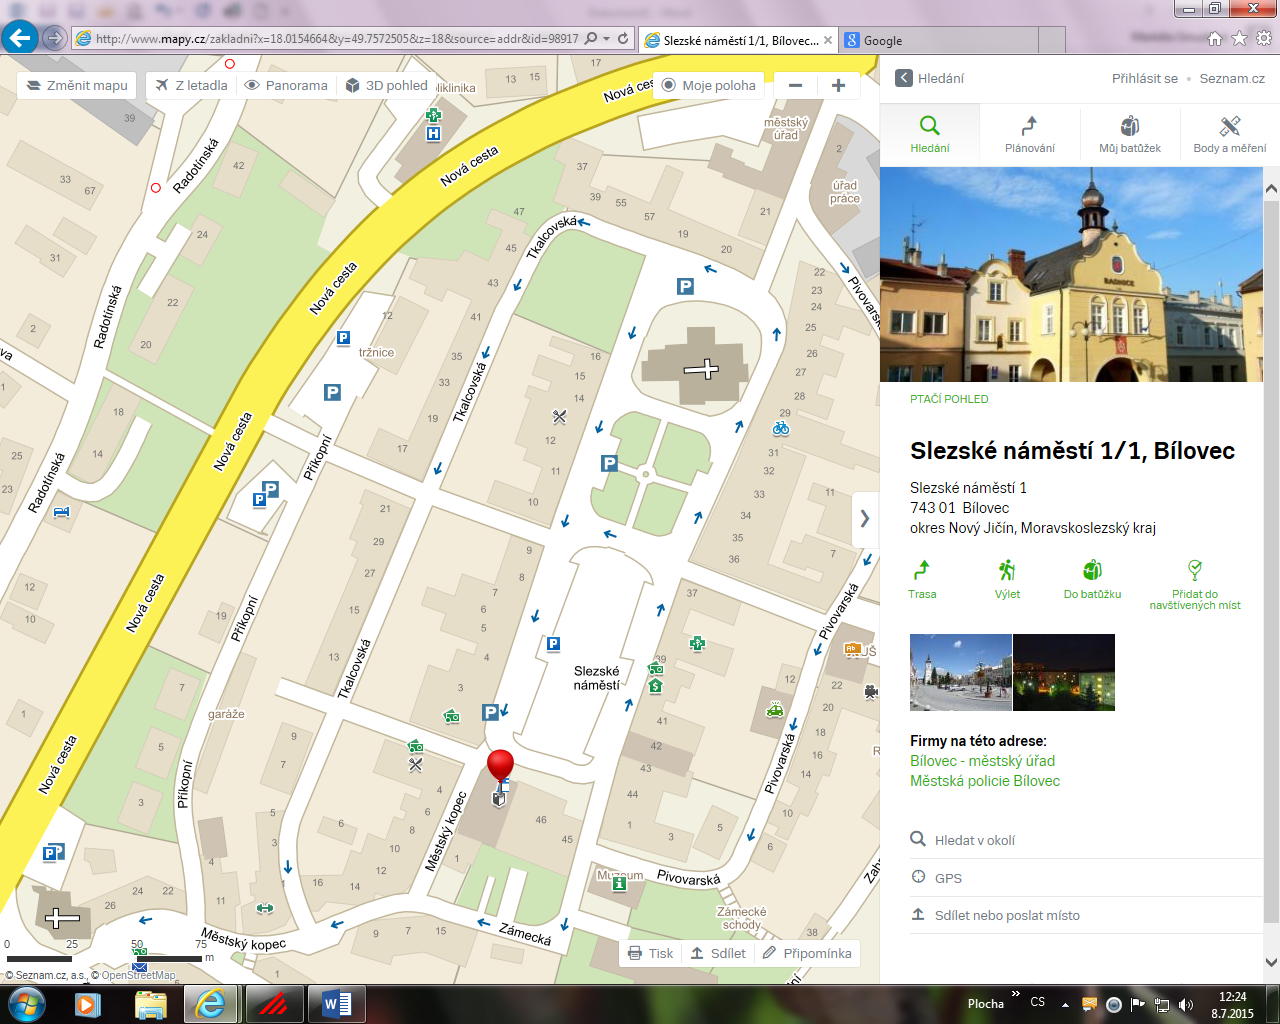 http://www.mapy.cz/zakladni?x=18.0154664&y=49.7572505&z=18&source=addr&id=98917
Slezské náměstí 1/1, Bílovec...
Google
Změnit mapu
Z letadla
Panorama
3D pohled
Moje poloha
Hledání
Přihlásit se
Seznam.cz
Hledání
Plánování
Můj batůžek
Body a měření
RADNICE
PTAČÍ POHLED
Slezské náměstí 1/1, Bílovec
Slezské náměstí 1
743 01 Bílovec
okres Nový Jičín, Moravskoslezský kraj
Trasa
Výlet
Do batůžku
Přidat do
navštívených míst
Firmy na této adrese:
Bílovec - městský úřad
Městská policie Bílovec
Hledat v okolí
GPS
Sdílet nebo poslat místo
městský
úřad
úřad
práce
Nová cesta
Nová cesta
Nová cesta
Nová cesta
Nová cesta
Radotínská
Radotínská
Radotínská
Tkalcovská
Tkalcovská
Tkalcovská
Příkopní
Příkopní
Příkopní
Pivovarská
Pivovarská
Pivovarská
Pivovarská
tržnice
garáže
Slezské
náměstí
Městský kopec
Městský kopec
Zámecká
Muzeum
Zámecké
schody
Tisk
Sdílet
Připomínka
0 25 50 75
m
© Seznam.cz, a.s., © OpenStreetMap
Plocha
CS
12:24
8.7.2015